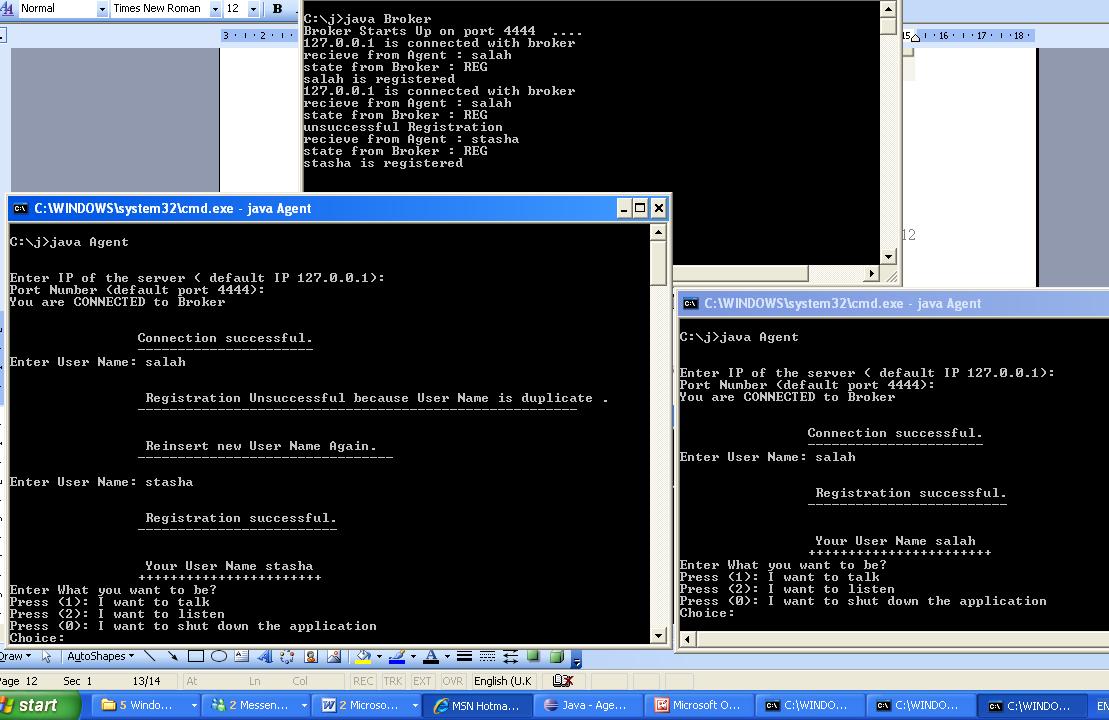 Normal Times New Roman 12 B
3 2
15 16 17 18
C:\j>java Broker
Broker Starts Up on port 4444 ....
127.0.0.1 is connected with broker
recieve from Agent : salah
state from Broker : REG
salah is registered
127.0.0.1 is connected with broker
recieve from Agent : salah
state from Broker : REG
unsuccessful Registration
recieve from Agent : stasha
state from Broker : REG
stasha is registered
12
C:\WINDOWS\system32\cmd.exe - java Agent
C:\j>java Agent
Enter IP of the server ( default IP 127.0.0.1):
Port Number (default port 4444):
You are CONNECTED to Broker
Connection successful.
----------------------
Enter User Name: salah
Registration Unsuccessful because User Name is duplicate .
-------------------------------------------------------
Reinsert new User Name Again.
--------------------------------
Enter User Name: stasha
Registration successful.
-------------------------
Your User Name stasha
+++++++++++++++++++++++
Enter What you want to be?
Press (1): I want to talk
Press (2): I want to listen
Press (0): I want to shut down the application
Choice:
C:\WINDOWS\system32\cmd.exe - java Agent
C:\j>java Agent
Enter IP of the server ( default IP 127.0.0.1):
Port Number (default port 4444):
You are CONNECTED to Broker
Connection successful.
----------------------
Enter User Name: salah
Registration successful.
-------------------------
Your User Name salah
+++++++++++++++++++++++
Enter What you want to be?
Press (1): I want to talk
Press (2): I want to listen
Press (0): I want to shut down the application
Choice:
Draw AutoShapes
Page 12 Sec 1 13/14 At Ln Col REC TRK EXT OVR English (U.K
start 5 Windo... 2 Messen... 2 Microso... MSN Hotma... Java - Age... Microsoft O... C:\WINDO... C:\WINDO... C:\WINDO... EN